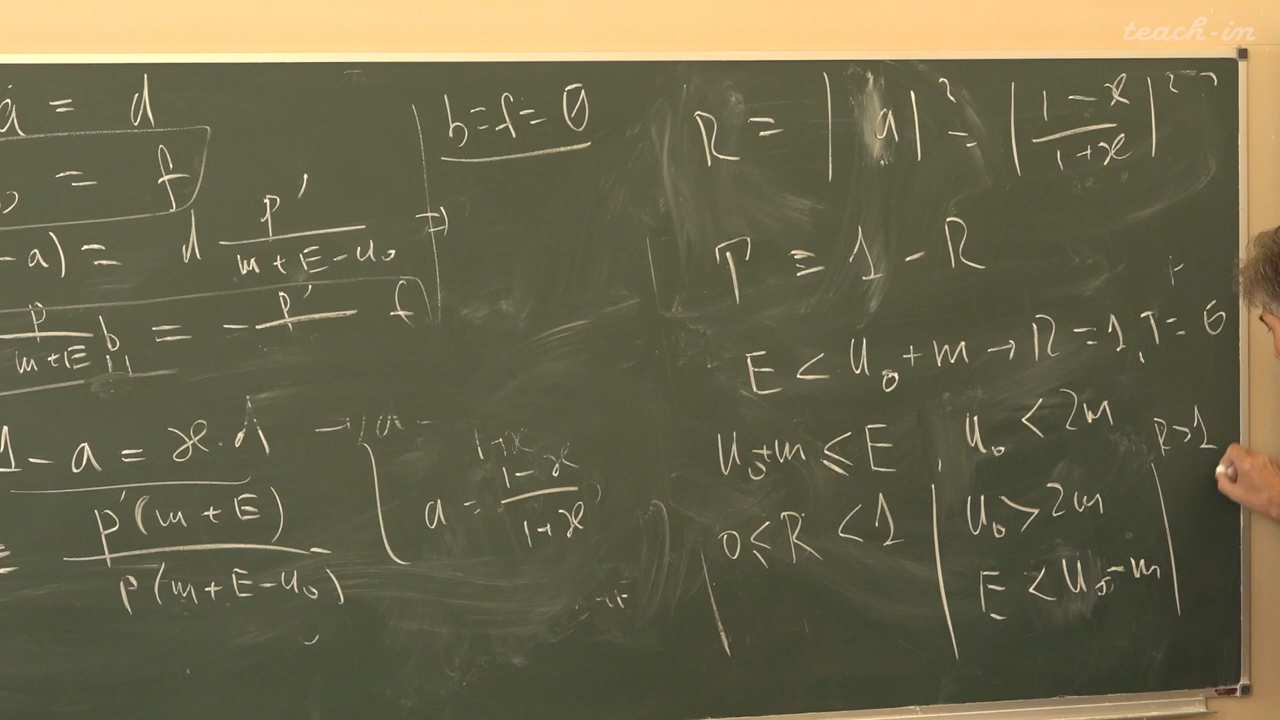 teach-in
a = d
= f
-a) = d p' / (m+E-u₀) ⇒
p / (m+E) b = - p' / f
1 - a = æ · d →
p'(m+E) / p(m+E-u₀)
b = f = 0
1+æ
a = (1-æ) / (1+æ)
R = |a|² = |(1-æ) / (1+æ)|²
T ≡ 1 - R
E < U₀ + m → R = 1, T = 0
U₀+m ≤ E , U₀ < 2m
0 ≤ R < 1
U₀ > 2m
E < U₀ - m
R > 1